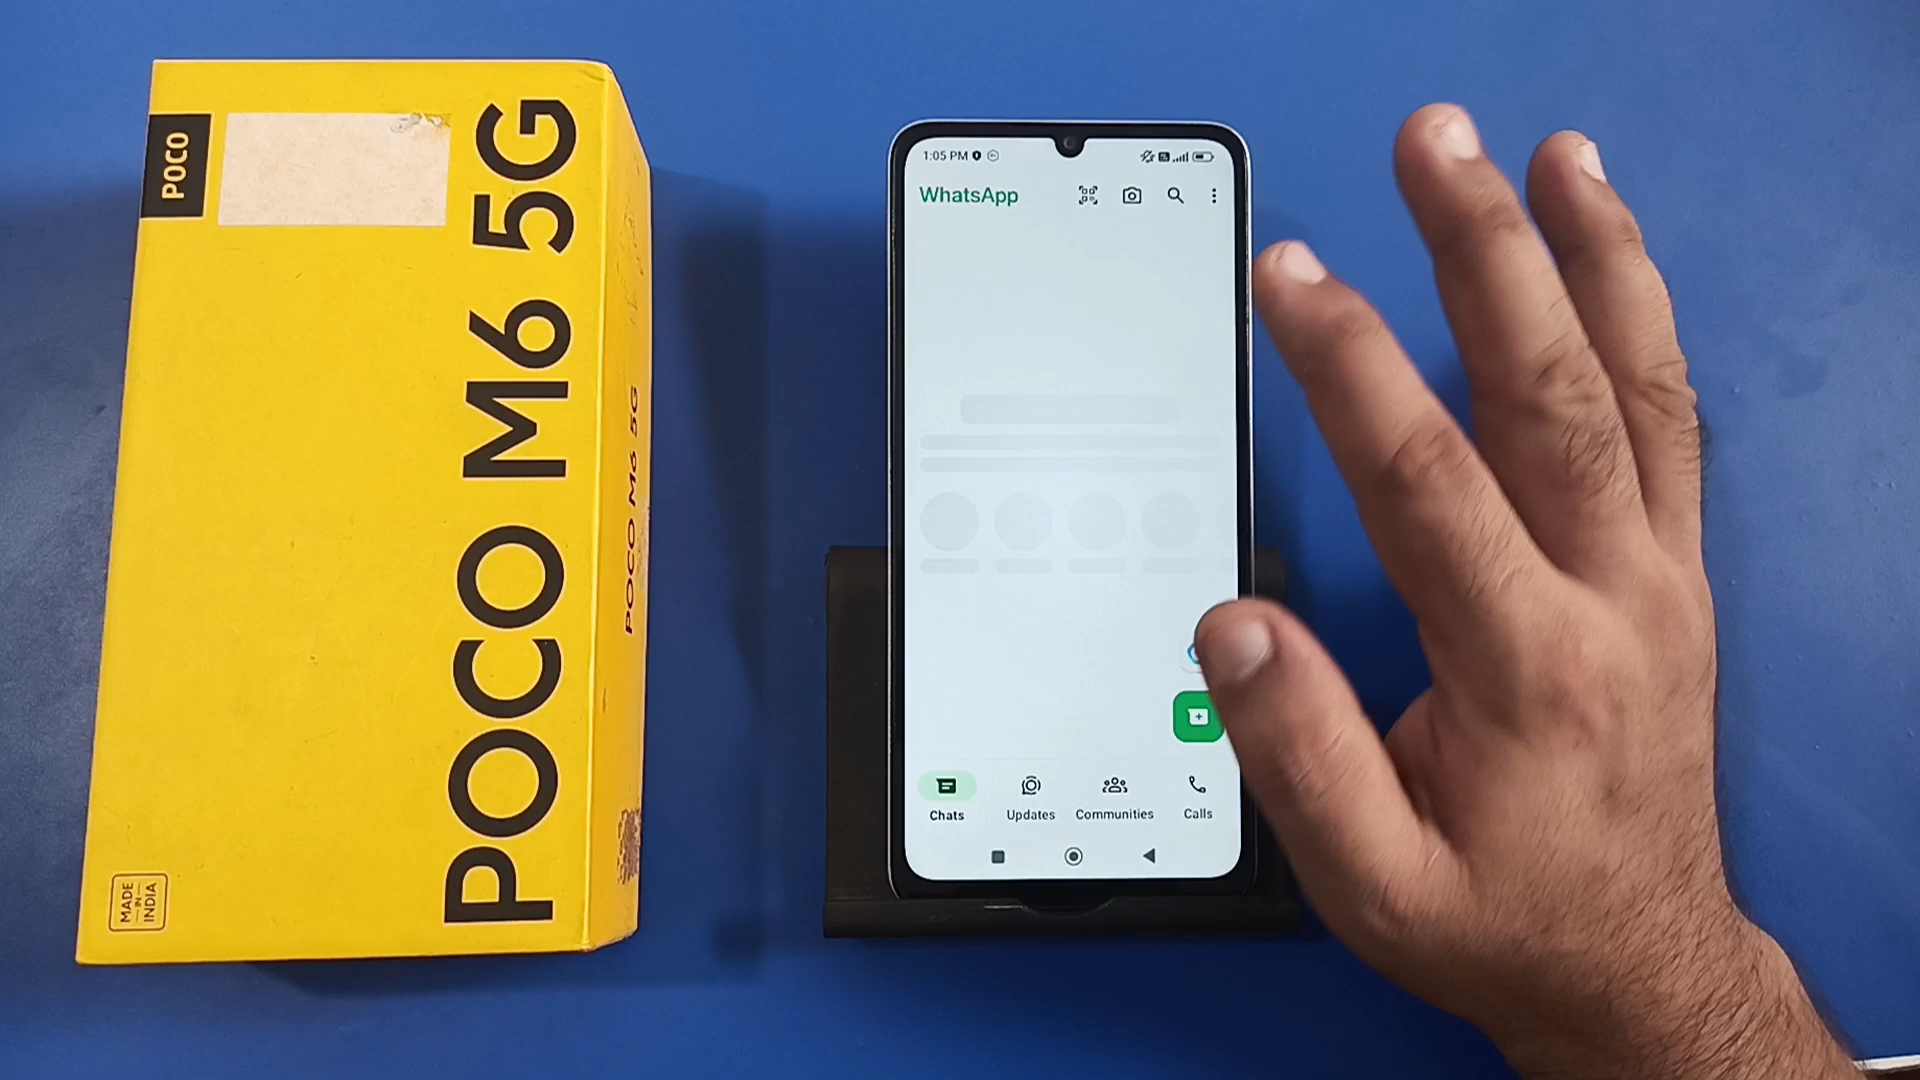 POCO
POCO M6 5G
POCO M6 5G
MADE
IN
INDIA
1:05 PM
WhatsApp
Chats
Updates
Communities
Calls